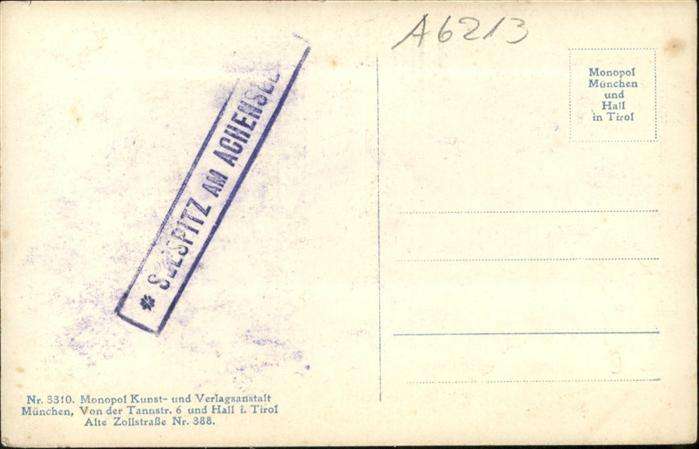 A6213
Monopol
München
und
Hall
in Tirol
* SEESPITZ AM ACHENSEE
Nr. 3310. Monopol Kunst- und Verlagsanstalt
München, Von der Tannstr. 6 und Hall i. Tirol
Alte Zollstraße Nr. 388.